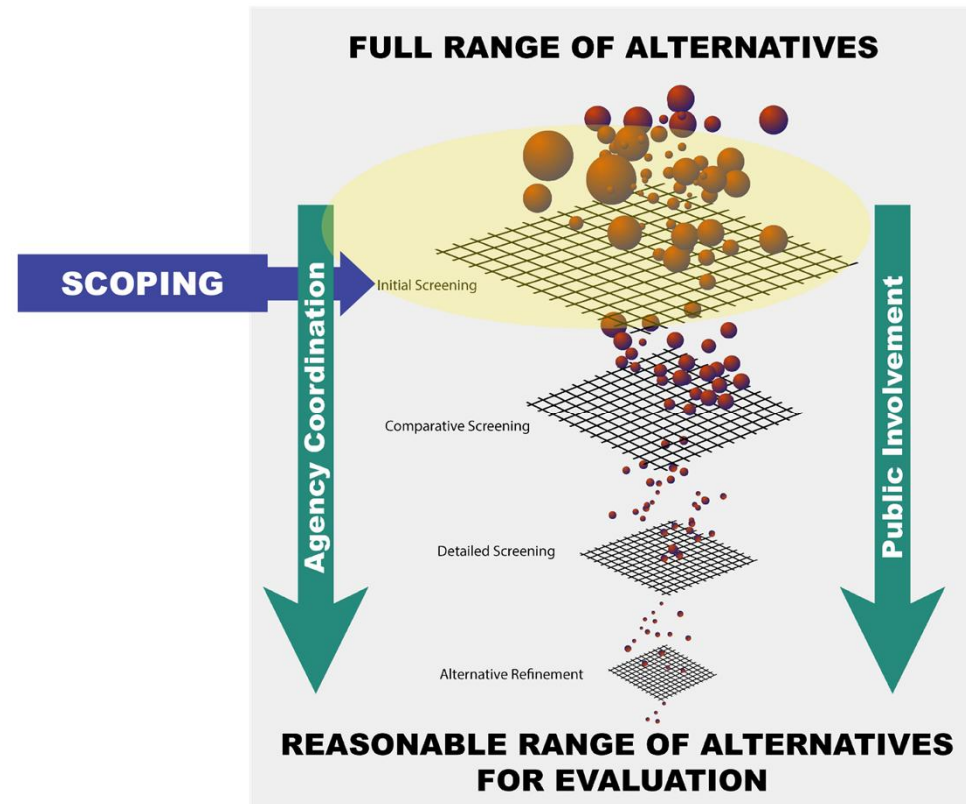 FULL RANGE OF ALTERNATIVES
SCOPING
Agency Coordination
Initial Screening
Public Involvement
Comparative Screening
Detailed Screening
Alternative Refinement
REASONABLE RANGE OF ALTERNATIVES
FOR EVALUATION